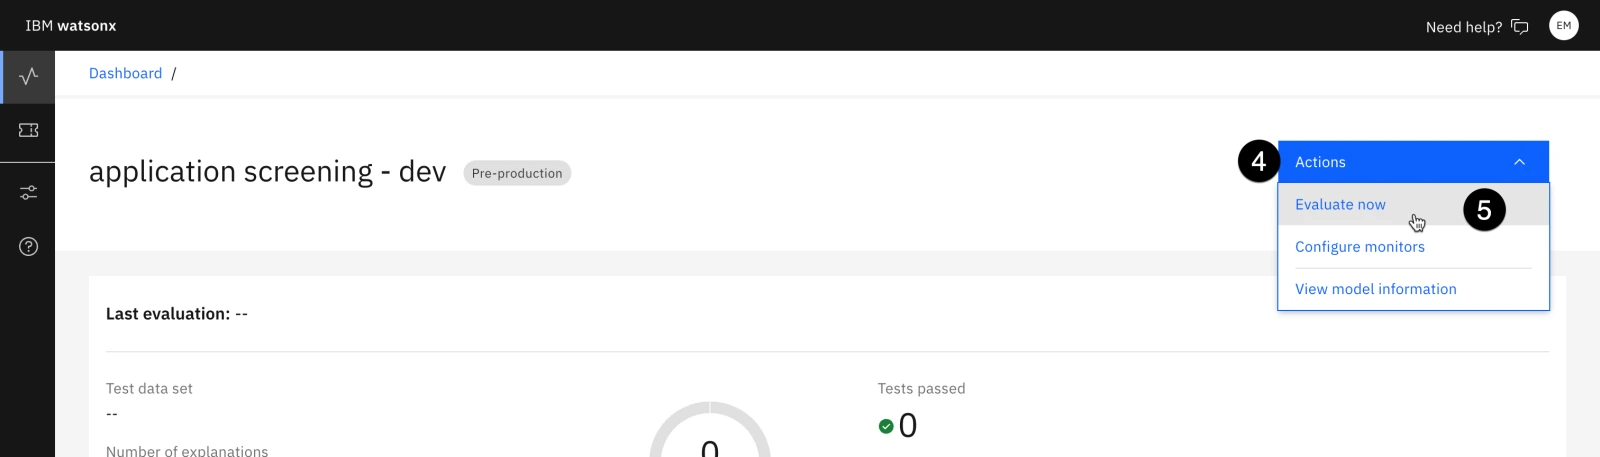 IBM watsonx
Need help?
EM
Dashboard /
application screening - dev
Pre-production
4
Actions
Evaluate now
5
Configure monitors
View model information
Last evaluation: --
Test data set
--
Number of explanations
0
Tests passed
0